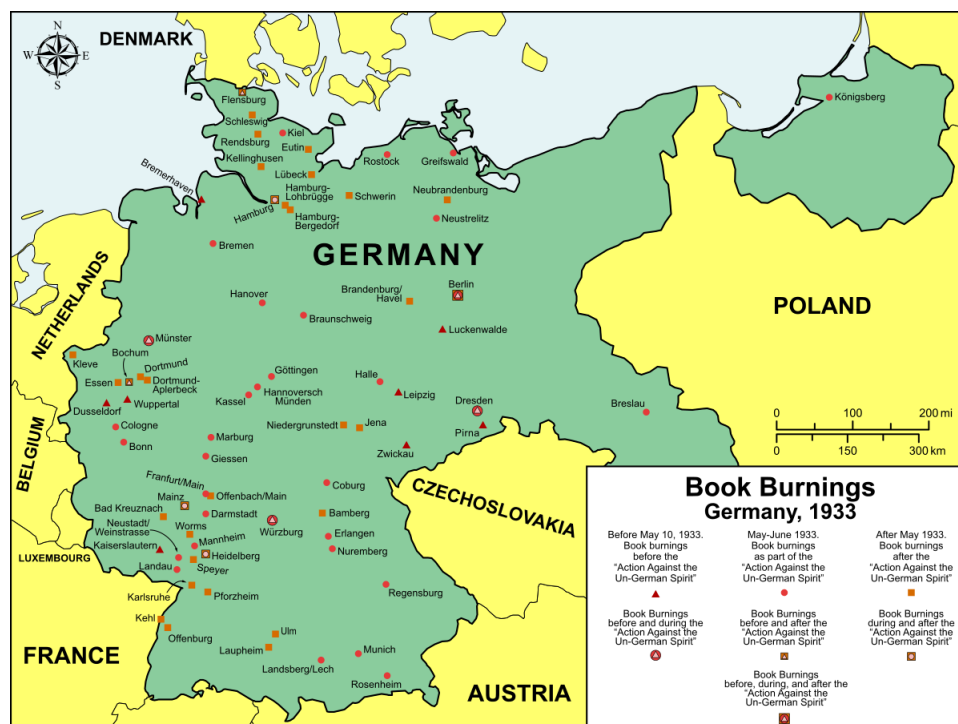 DENMARK
N
W
E
S
Flensburg
Schleswig
Rendsburg
Kiel
Eutin
Kellinghusen
Lübeck
Rostock
Greifswald
Königsberg
Bremerhaven
Hamburg
Hamburg-
Lohbrügge
Hamburg-
Bergedorf
Schwerin
Neubrandenburg
Neustrelitz
Bremen
GERMANY
NETHERLANDS
Hanover
Braunschweig
Brandenburg/
Havel
Berlin
Luckenwalde
POLAND
Münster
Bochum
Kleve
Dortmund
Essen
Dortmund-
Aplerbeck
Dusseldorf
Wuppertal
Göttingen
Hannoversch
Münden
Kassel
Halle
Leipzig
Dresden
Pirna
Breslau
Cologne
Bonn
Marburg
Giessen
Niedergrunstedt
Jena
Zwickau
0
100
200 mi
0
150
300 km
BELGIUM
Franfurt/Main
Offenbach/Main
Mainz
Bad Kreuznach
Darmstadt
Coburg
Bamberg
Würzburg
Erlangen
Nuremberg
CZECHOSLOVAKIA
Neustadt/
Weinstrasse
Worms
Mannheim
Kaiserslautern
Heidelberg
LUXEMBOURG
Landau
Speyer
Karlsruhe
Pforzheim
Regensburg
Kehl
Offenburg
Ulm
Laupheim
Munich
Landsberg/Lech
Rosenheim
FRANCE
AUSTRIA
Book Burnings
Germany, 1933
Before May 10, 1933.
Book burnings
before the
“Action Against the
Un-German Spirit”
May-June 1933.
Book burnings
as part of the
“Action Against the
Un-German Spirit”
After May 1933.
Book burnings
after the
“Action Against the
Un-German Spirit”
Book Burnings
before and during the
“Action Against the
Un-German Spirit”
Book Burnings
before and after the
“Action Against the
Un-German Spirit”
Book Burnings
during and after the
“Action Against the
Un-German Spirit”
Book Burnings
before, during, and after the
“Action Against the
Un-German Spirit”